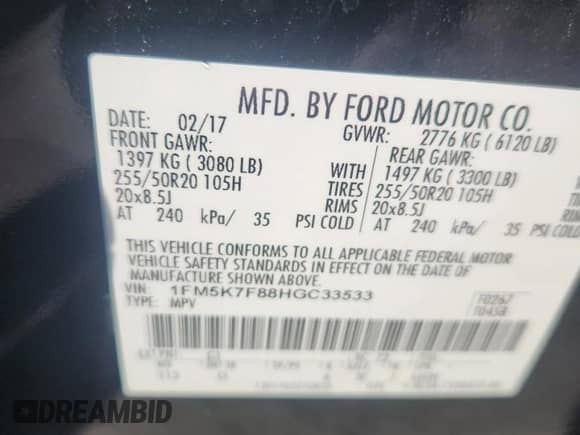 MFD. BY FORD MOTOR CO.
DATE: 02/17 GVWR: 2776 KG ( 6120 LB)
FRONT GAWR: REAR GAWR:
1397 KG ( 3080 LB) WITH 1497 KG ( 3300 LB)
255/50R20 105H TIRES 255/50R20 105H
20x8.5J RIMS 20x8.5J
AT 240 kPa/ 35 PSI COLD AT 240 kPa/ 35 PSI COLD
THIS VEHICLE CONFORMS TO ALL APPLICABLE FEDERAL MOTOR
VEHICLE SAFETY STANDARDS IN EFFECT ON THE DATE OF
MANUFACTURE SHOWN ABOVE.
VIN: 1FM5K7F88HGC33533
TYPE: MPV
F0267
DREAMBID